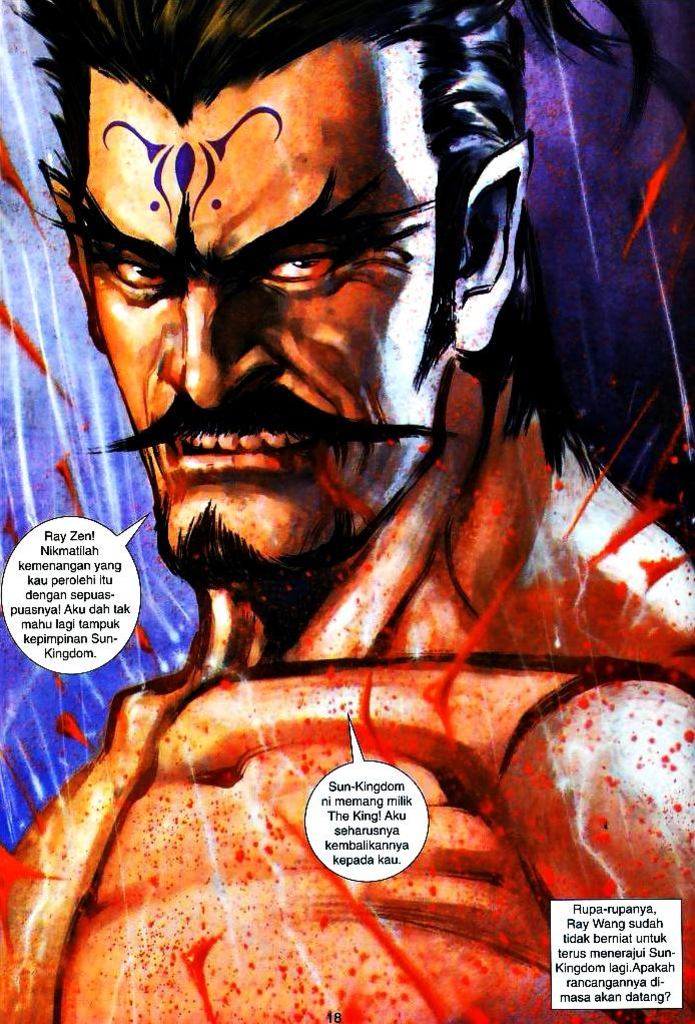 Ray Zen!
Nikmatilah
kemenangan yang
kau perolehi itu
dengan sepuas-
puasnya! Aku dah tak
mahu lagi tampuk
kepimpinan Sun-
Kingdom.
Sun-Kingdom
ni memang milik
The King! Aku
seharusnya
kembalikannya
kepada kau.
Rupa-rupanya,
Ray Wang sudah
tidak berniat untuk
terus menerajui Sun-
Kingdom lagi.Apakah
rancangannya di-
masa akan datang?
18